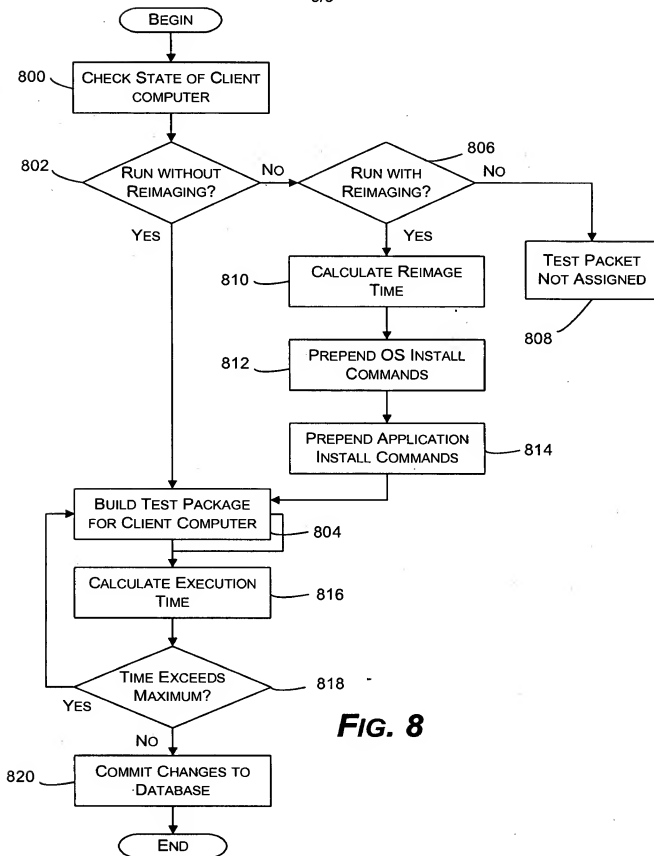 BEGIN
800
CHECK STATE OF CLIENT
COMPUTER
802
RUN WITHOUT
REIMAGING?
NO
806
RUN WITH
REIMAGING?
NO
YES
YES
810
CALCULATE REIMAGE
TIME
TEST PACKET
NOT ASSIGNED
808
812
PREPEND OS INSTALL
COMMANDS
PREPEND APPLICATION
INSTALL COMMANDS
814
BUILD TEST PACKAGE
FOR CLIENT COMPUTER
804
CALCULATE EXECUTION
TIME
816
TIME EXCEEDS
MAXIMUM?
818
YES
FIG. 8
NO
820
COMMIT CHANGES TO
DATABASE
END